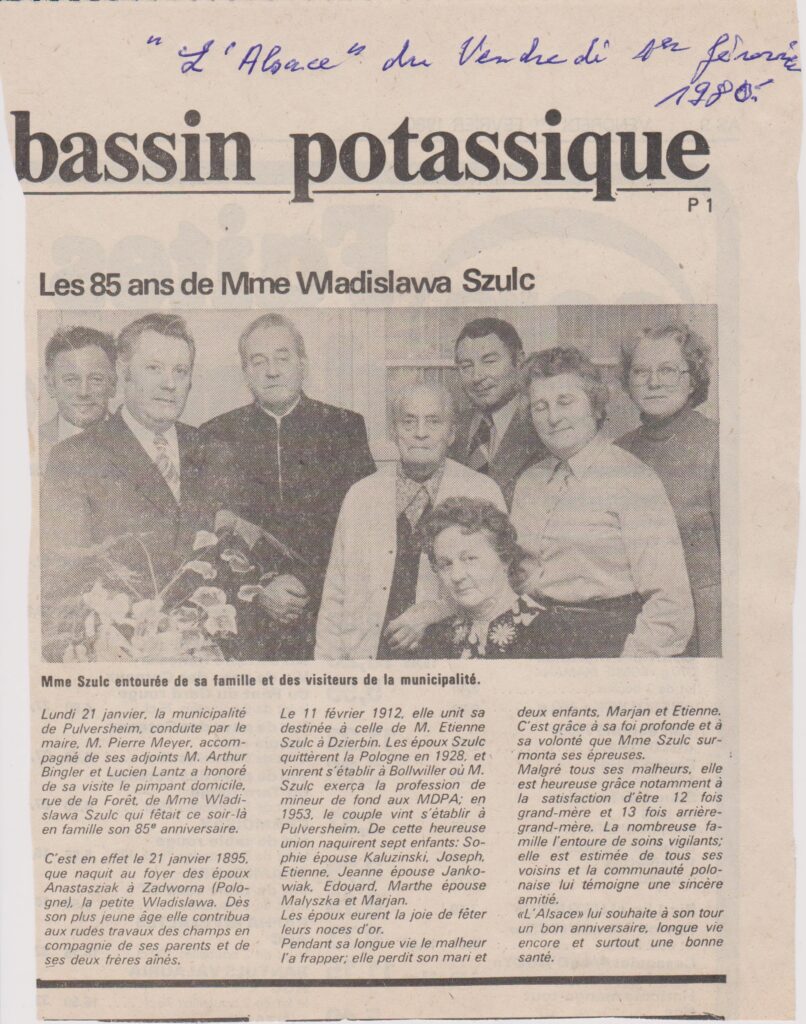 "L'Alsace" du Vendredi 1er février
1980.
bassin potassique
P 1
Les 85 ans de Mme Wladislawa Szulc
Mme Szulc entourée de sa famille et des visiteurs de la municipalité.
Lundi 21 janvier, la municipalité
de Pulversheim, conduite par le
maire, M. Pierre Meyer, accom-
pagné de ses adjoints M. Arthur
Bingler et Lucien Lantz a honoré
de sa visite le pimpant domicile,
rue de la Forêt, de Mme Wladi-
slawa Szulc qui fêtait ce soir-là
en famille son 85e anniversaire.
C'est en effet le 21 janvier 1895,
que naquit au foyer des époux
Anastasziak à Zadworna (Polo-
gne), la petite Wladislawa. Dès
son plus jeune âge elle contribua
aux rudes travaux des champs en
compagnie de ses parents et de
ses deux frères aînés.
Le 11 février 1912, elle unit sa
destinée à celle de M. Etienne
Szulc à Dzierbin. Les époux Szulc
quittèrent la Pologne en 1928, et
vinrent s'établir à Bollwiller où M.
Szulc exerça la profession de
mineur de fond aux MDPA; en
1953, le couple vint s'établir à
Pulversheim. De cette heureuse
union naquirent sept enfants: So-
phie épouse Kaluzinski, Joseph,
Etienne, Jeanne épouse Janko-
wiak, Edouard, Marthe épouse
Malyszka et Marjan.
Les époux eurent la joie de fêter
leurs noces d'or.
Pendant sa longue vie le malheur
l'a frapper; elle perdit son mari et
deux enfants, Marjan et Etienne.
C'est grâce à sa foi profonde et à
sa volonté que Mme Szulc sur-
monta ses épreuses.
Malgré tous ses malheurs, elle
est heureuse grâce notamment à
la satisfaction d'être 12 fois
grand-mère et 13 fois arrière-
grand-mère. La nombreuse fa-
mille l'entoure de soins vigilants;
elle est estimée de tous ses
voisins et la communauté polo-
naise lui témoigne une sincère
amitié.
«L'Alsace» lui souhaite à son tour
un bon anniversaire, longue vie
encore et surtout une bonne
santé.